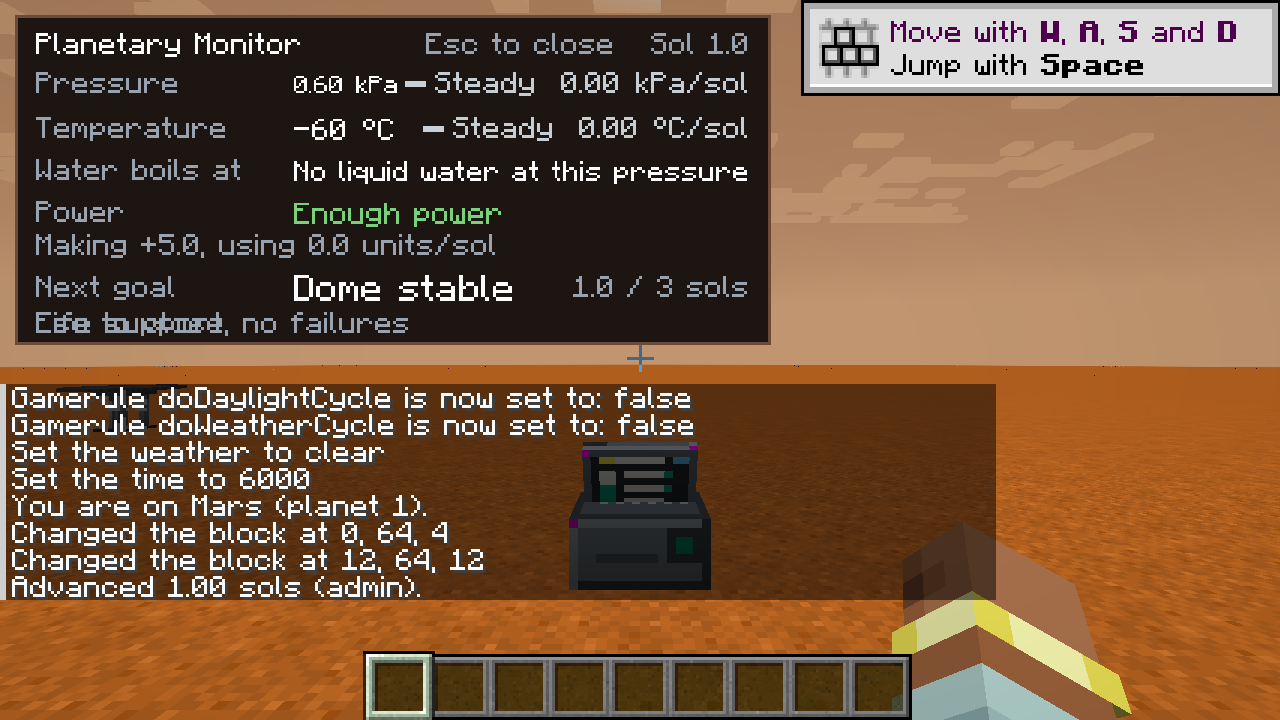 Planetary Monitor Esc to close Sol 1.0
Pressure 0.60 kPa Steady 0.00 kPa/sol
Temperature -60 ºC Steady 0.00 ºC/sol
Water boils at No liquid water at this pressure
Power Enough power
Making +5.0, using 0.0 units/sol
Next goal Dome stable 1.0 / 3 sols
no failures
Move with W, A, S and D
Jump with Space
Gamerule doDaylightCycle is now set to: false
Gamerule doWeatherCycle is now set to: false
Set the weather to clear
Set the time to 6000
You are on Mars (planet 1).
Changed the block at 0, 64, 4
Changed the block at 12, 64, 12
Advanced 1.00 sols (admin).